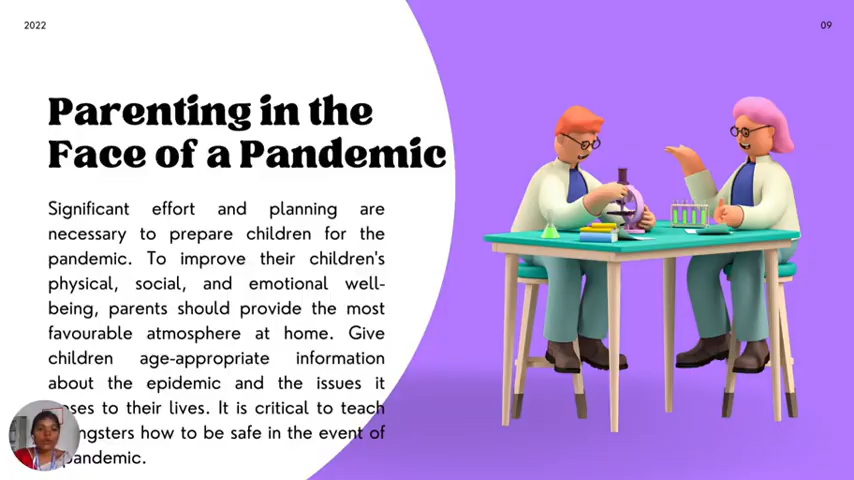 2022
09
Parenting in the
Face of a Pandemic
Significant effort and planning are
necessary to prepare children for the
pandemic. To improve their children's
physical, social, and emotional well-
being, parents should provide the most
favourable atmosphere at home. Give
children age-appropriate information
about the epidemic and the issues it
to their lives. It is critical to teach
how to be safe in the event of
pandemic.